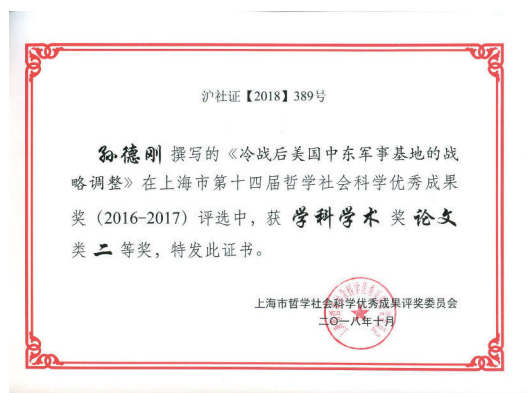 沪社证【2018】389号
孙德刚 撰写的《冷战后美国中东军事基地的战
略调整》在上海市第十四届哲学社会科学优秀成果
奖（2016-2017）评选中，获 学科学术 奖 论文
类 二 等奖，特发此证书。
上海市哲学社会科学优秀成果评奖委员会
二〇一八年十月